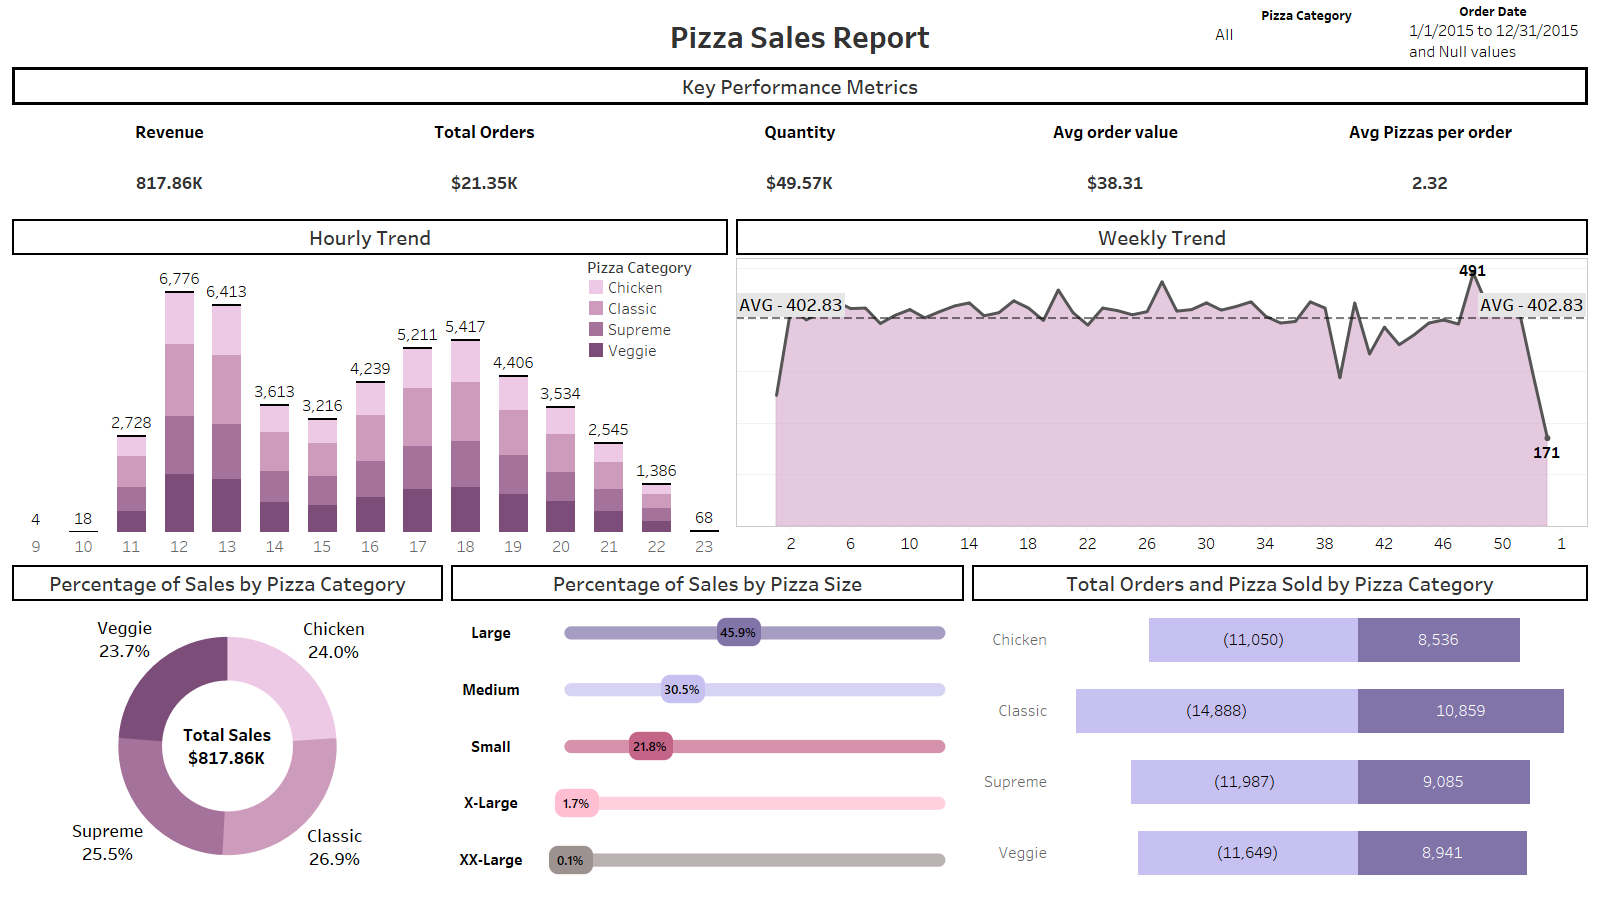 Pizza Sales Report
Pizza Category
All
Order Date
1/1/2015 to 12/31/2015
and Null values
Key Performance Metrics
Revenue
Total Orders
Quantity
Avg order value
Avg Pizzas per order
817.86K
$21.35K
$49.57K
$38.31
2.32
Hourly Trend
Pizza Category
Chicken
Classic
Supreme
Veggie
4
18
2,728
6,776
6,413
3,613
3,216
4,239
5,211
5,417
4,406
3,534
2,545
1,386
68
9 10 11 12 13 14 15 16 17 18 19 20 21 22 23
Weekly Trend
491
AVG - 402.83
AVG - 402.83
171
2 6 10 14 18 22 26 30 34 38 42 46 50 1
Percentage of Sales by Pizza Category
Veggie
23.7%
Chicken
24.0%
Total Sales
$817.86K
Supreme
25.5%
Classic
26.9%
Percentage of Sales by Pizza Size
Large 45.9%
Medium 30.5%
Small 21.8%
X-Large 1.7%
XX-Large 0.1%
Total Orders and Pizza Sold by Pizza Category
Chicken (11,050) 8,536
Classic (14,888) 10,859
Supreme (11,987) 9,085
Veggie (11,649) 8,941